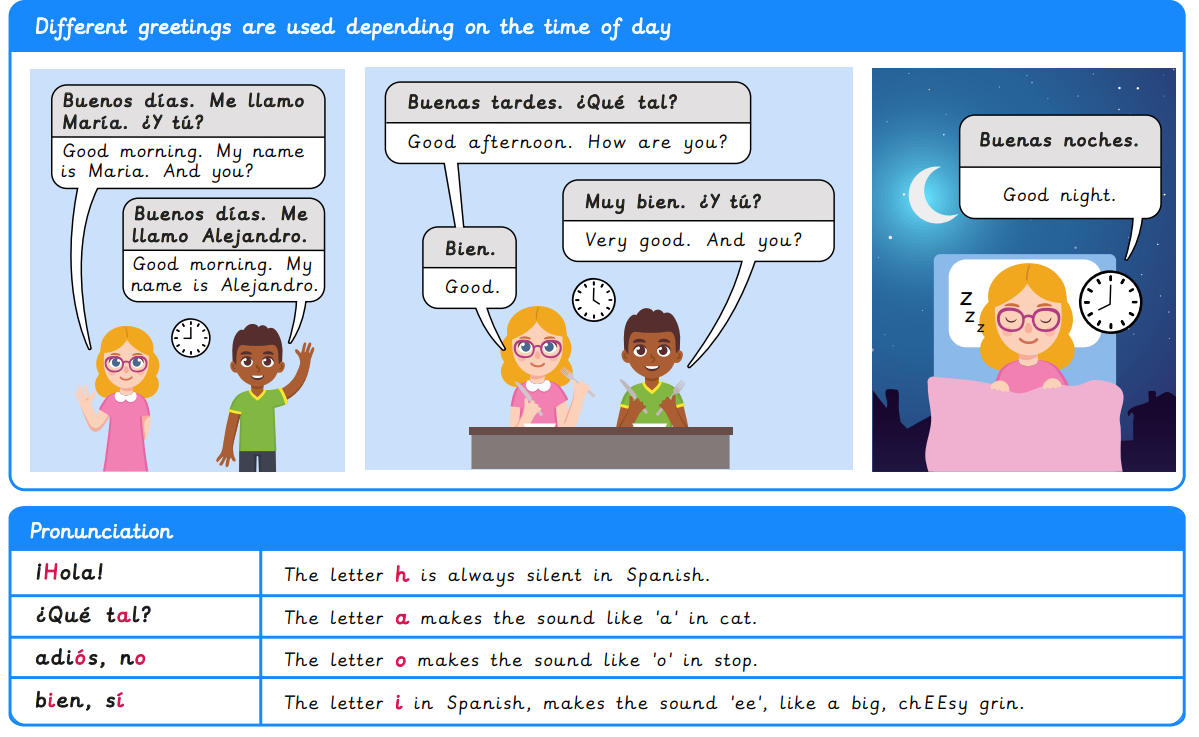 Different greetings are used depending on the time of day
Buenos días. Me llamo
María. ¿Y tú?
Good morning. My name
is Maria. And you?
Buenos días. Me
llamo Alejandro.
Good morning. My
name is Alejandro.
Buenas tardes. ¿Qué tal?
Good afternoon. How are you?
Muy bien. ¿Y tú?
Very good. And you?
Bien.
Good.
Buenas noches.
Good night.
z
z
z
Pronunciation
¡Hola!
The letter h is always silent in Spanish.
¿Qué tal?
The letter a makes the sound like 'a' in cat.
adiós, no
The letter o makes the sound like 'o' in stop.
bien, sí
The letter i in Spanish, makes the sound 'ee', like a big, chEEsy grin.